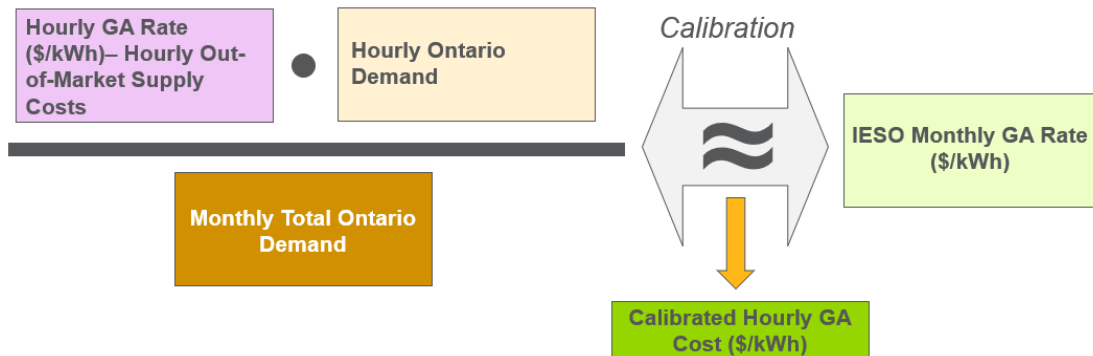 Hourly GA Rate
($/kWh)– Hourly Out-
of-Market Supply
Costs
Hourly Ontario
Demand
Calibration
IESO Monthly GA Rate
($/kWh)
Monthly Total Ontario
Demand
Calibrated Hourly GA
Cost ($/kWh)